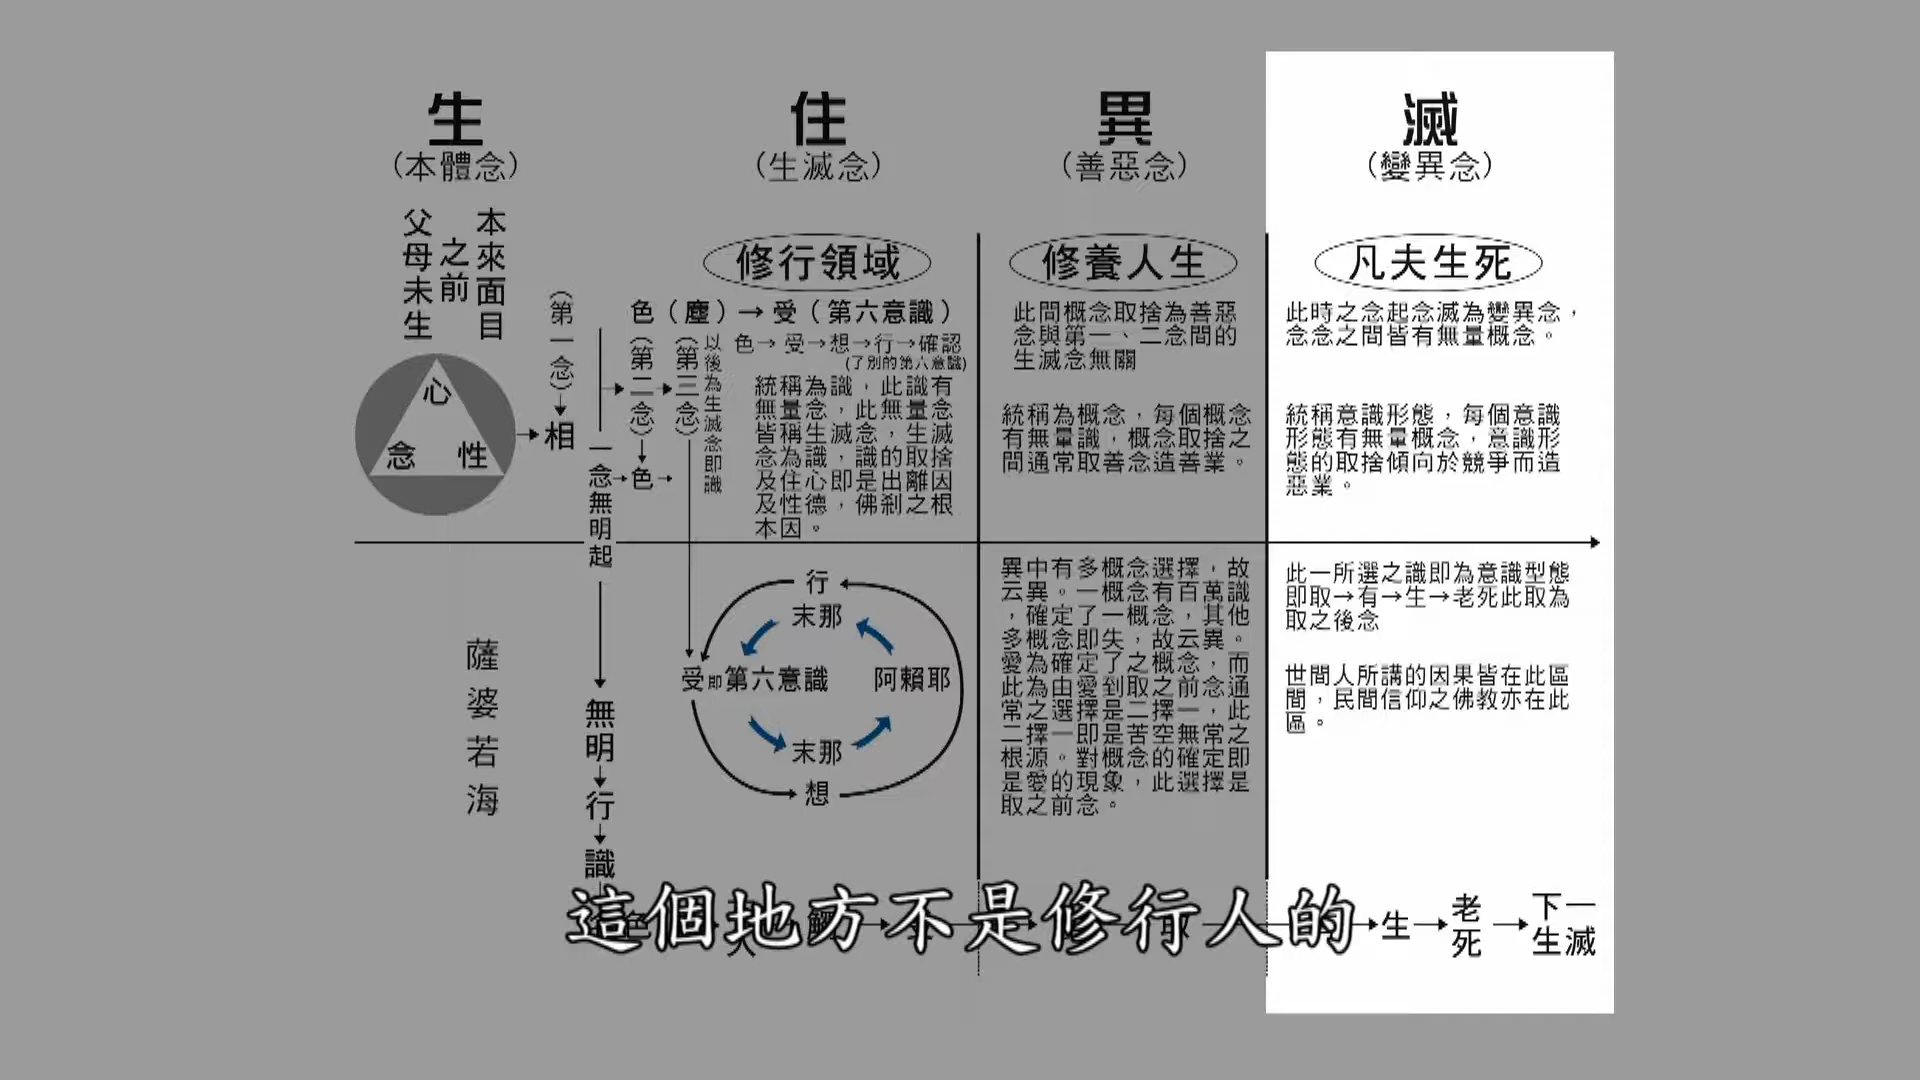 生
(本體念)
本來面目
之前
父母未生
心
念
性
(第一念)
相
一念無明起
無明
行
識
薩婆若海
住
(生滅念)
修行領域
色(塵)→受(第六意識)
(第二念)
色
(第三念)
以後為生滅念即識
色→受→想→行→確認
(了別的第六意識)
統稱為識，此識有
無量念，此無量念
皆稱生滅念，生滅
念為識，識的取捨
及住心即是出離因
及性德，佛剎之根
本因。
行
末那
受即第六意識
阿賴耶
末那
想
異
(善惡念)
修養人生
此間概念取捨為善惡
念與第一、二念間的
生滅念無關
統稱為概念，每個概念
有無量識，概念取捨之
間通常取善念造善業。
異中有多概念選擇，故
云異。一概念有百萬識
，確定了一概念，其他
多概念即失，故云異。
愛為確定了之概念，而
此為由愛到取之前念通
常之選擇是二擇一，此
二擇一即是苦空無常之
根源。對概念的確定即
是愛的現象，此選擇是
取之前念。
滅
(變異念)
凡夫生死
此時之念起念滅為變異念，
念念之間皆有無量概念。
統稱意識形態，每個意識
形態有無量概念，意識形
態的取捨傾向於競爭而造
惡業。
此一所選之識即為意識型態
即取→有→生→老死此取為
取之後念
世間人所講的因果皆在此區
間，民間信仰之佛教亦在此
區。
→生→老死→下一生滅
這個地方不是修行人的